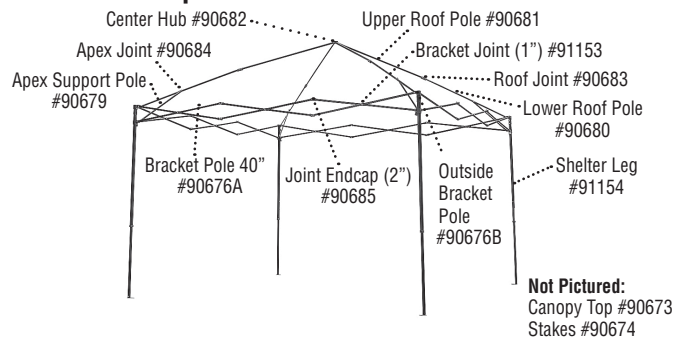 Center Hub #90682
Upper Roof Pole #90681
Apex Joint #90684
Bracket Joint (1”) #91153
Apex Support Pole
#90679
Roof Joint #90683
Lower Roof Pole
#90680
Bracket Pole 40”
#90676A
Joint Endcap (2”)
#90685
Outside
Bracket
Pole
#90676B
Shelter Leg
#91154
Not Pictured:
Canopy Top #90673
Stakes #90674